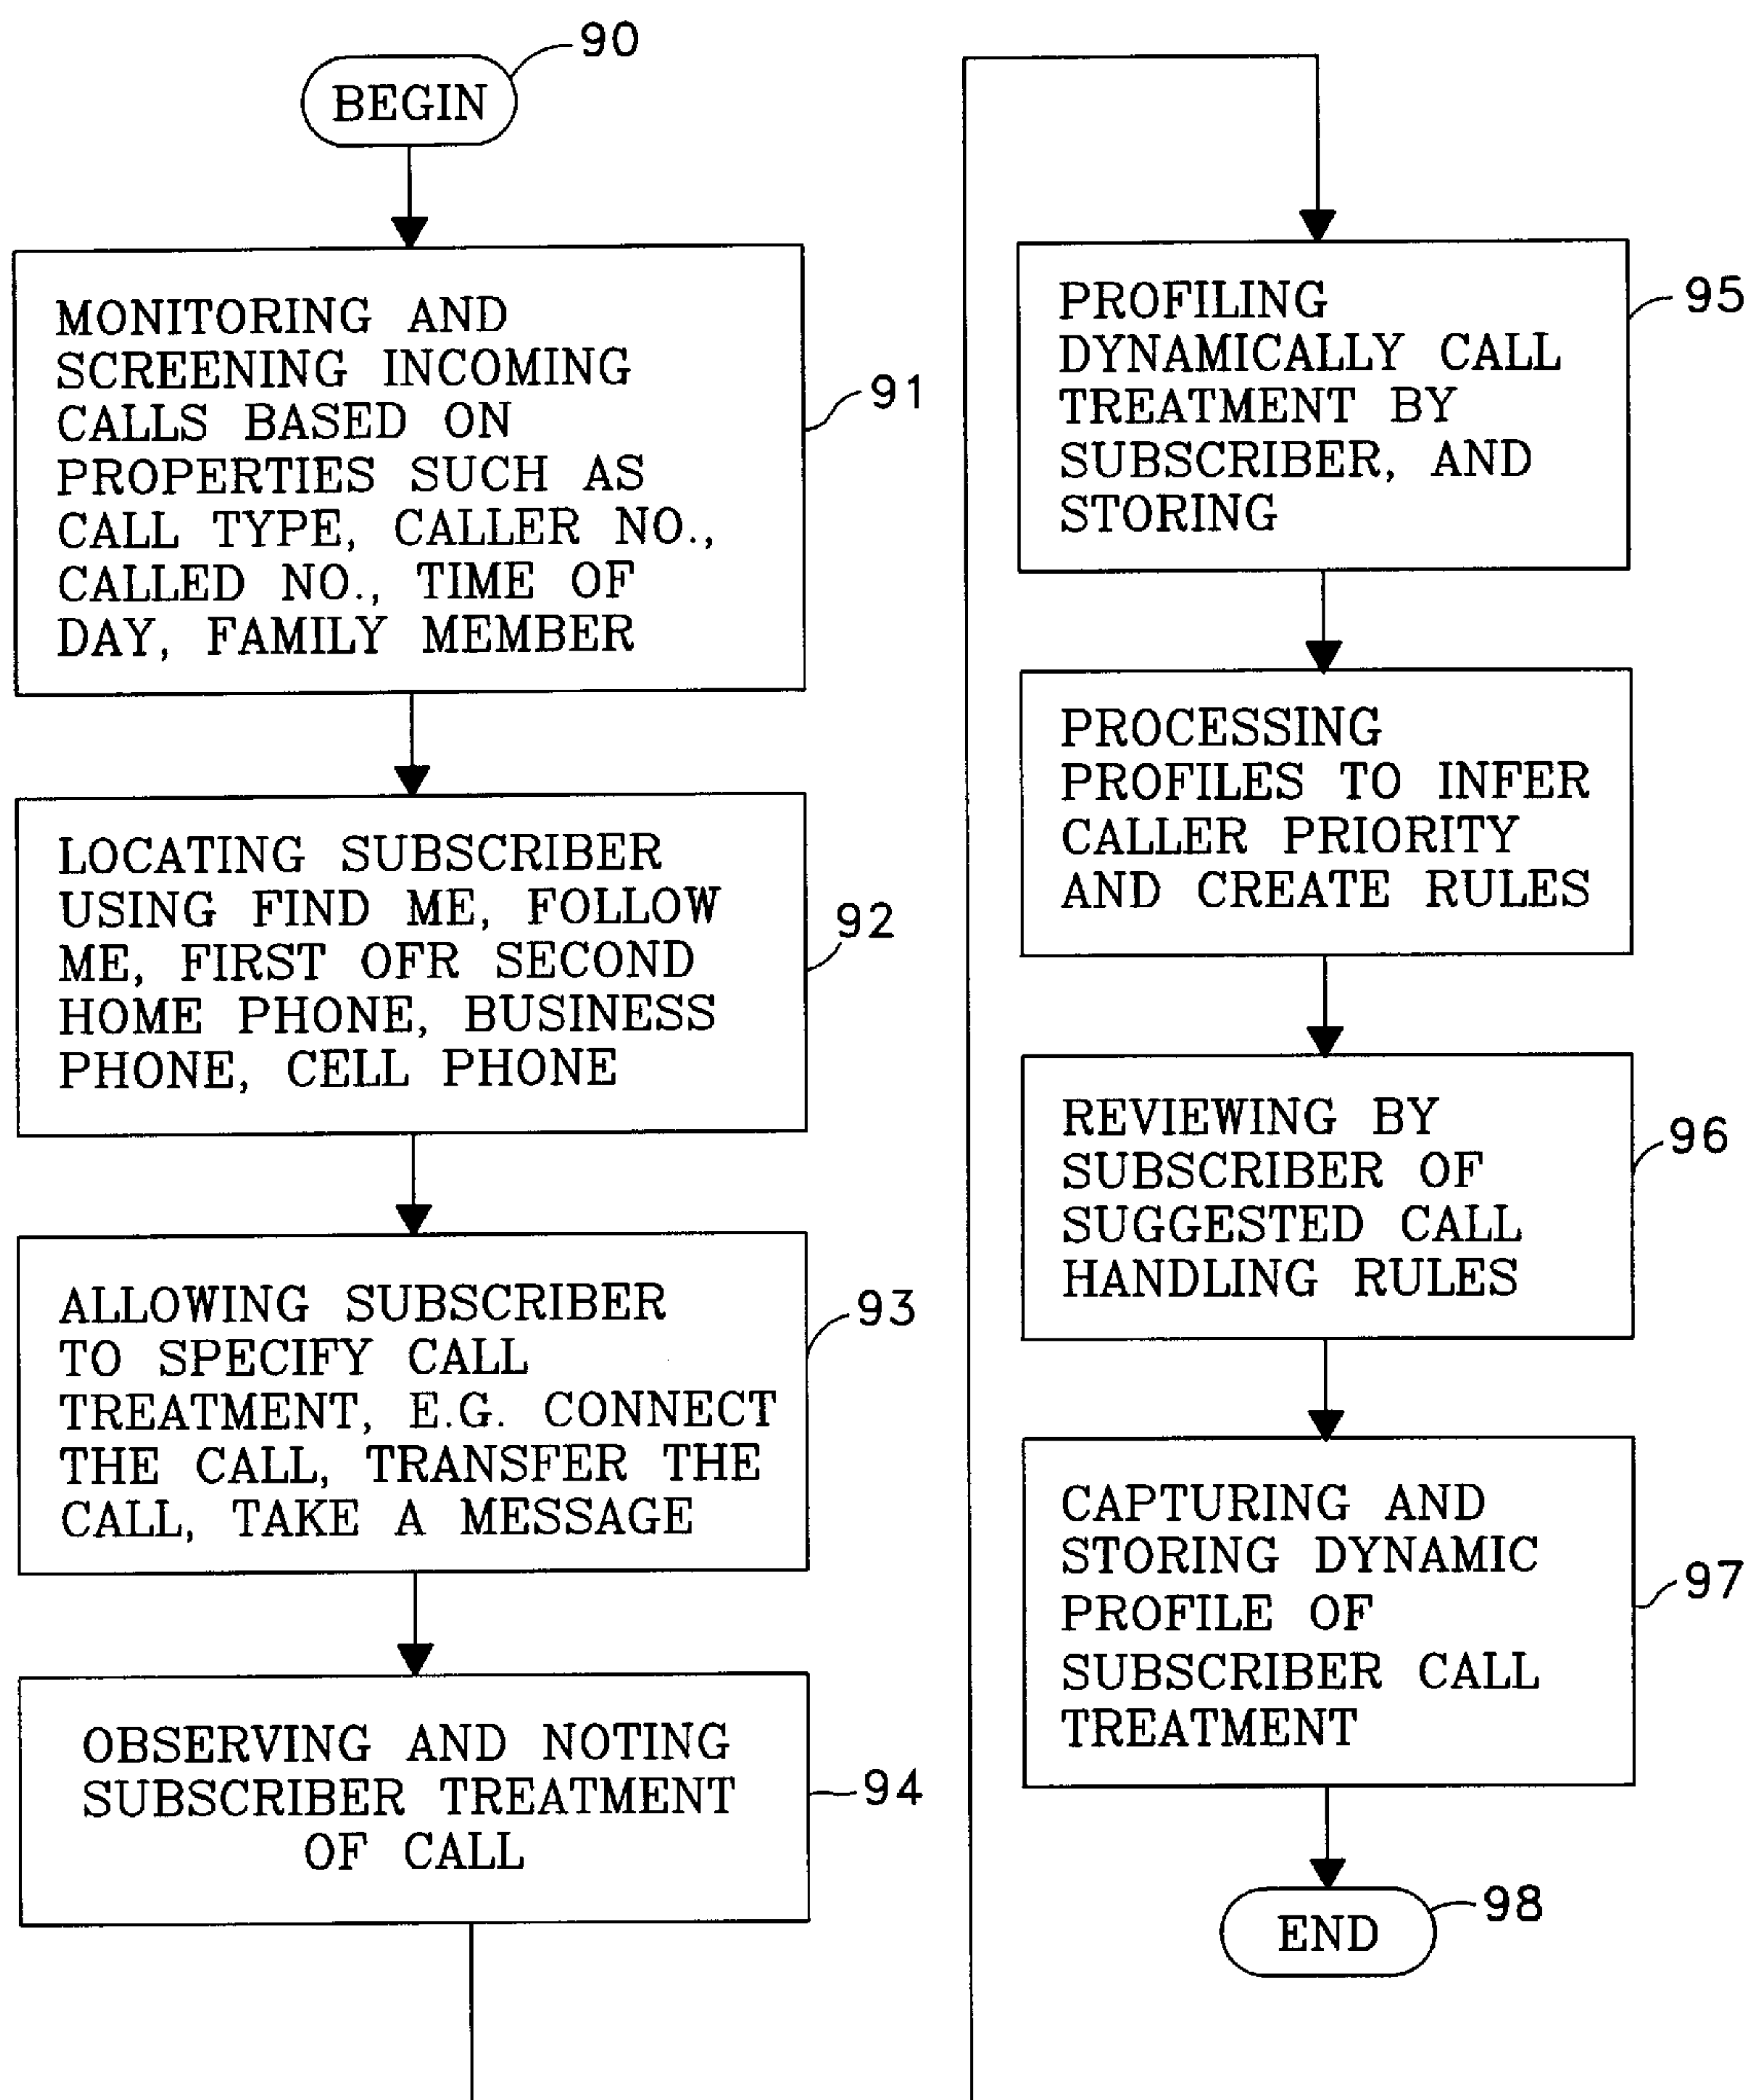 90
BEGIN
MONITORING AND
SCREENING INCOMING
CALLS BASED ON
PROPERTIES SUCH AS
CALL TYPE, CALLER NO.,
CALLED NO., TIME OF
DAY, FAMILY MEMBER
91
LOCATING SUBSCRIBER
USING FIND ME, FOLLOW
ME, FIRST OFR SECOND
HOME PHONE, BUSINESS
PHONE, CELL PHONE
92
ALLOWING SUBSCRIBER
TO SPECIFY CALL
TREATMENT, E.G. CONNECT
THE CALL, TRANSFER THE
CALL, TAKE A MESSAGE
93
OBSERVING AND NOTING
SUBSCRIBER TREATMENT
OF CALL
94
PROFILING
DYNAMICALLY CALL
TREATMENT BY
SUBSCRIBER, AND
STORING
95
PROCESSING
PROFILES TO INFER
CALLER PRIORITY
AND CREATE RULES
REVIEWING BY
SUBSCRIBER OF
SUGGESTED CALL
HANDLING RULES
96
CAPTURING AND
STORING DYNAMIC
PROFILE OF
SUBSCRIBER CALL
TREATMENT
97
END
98